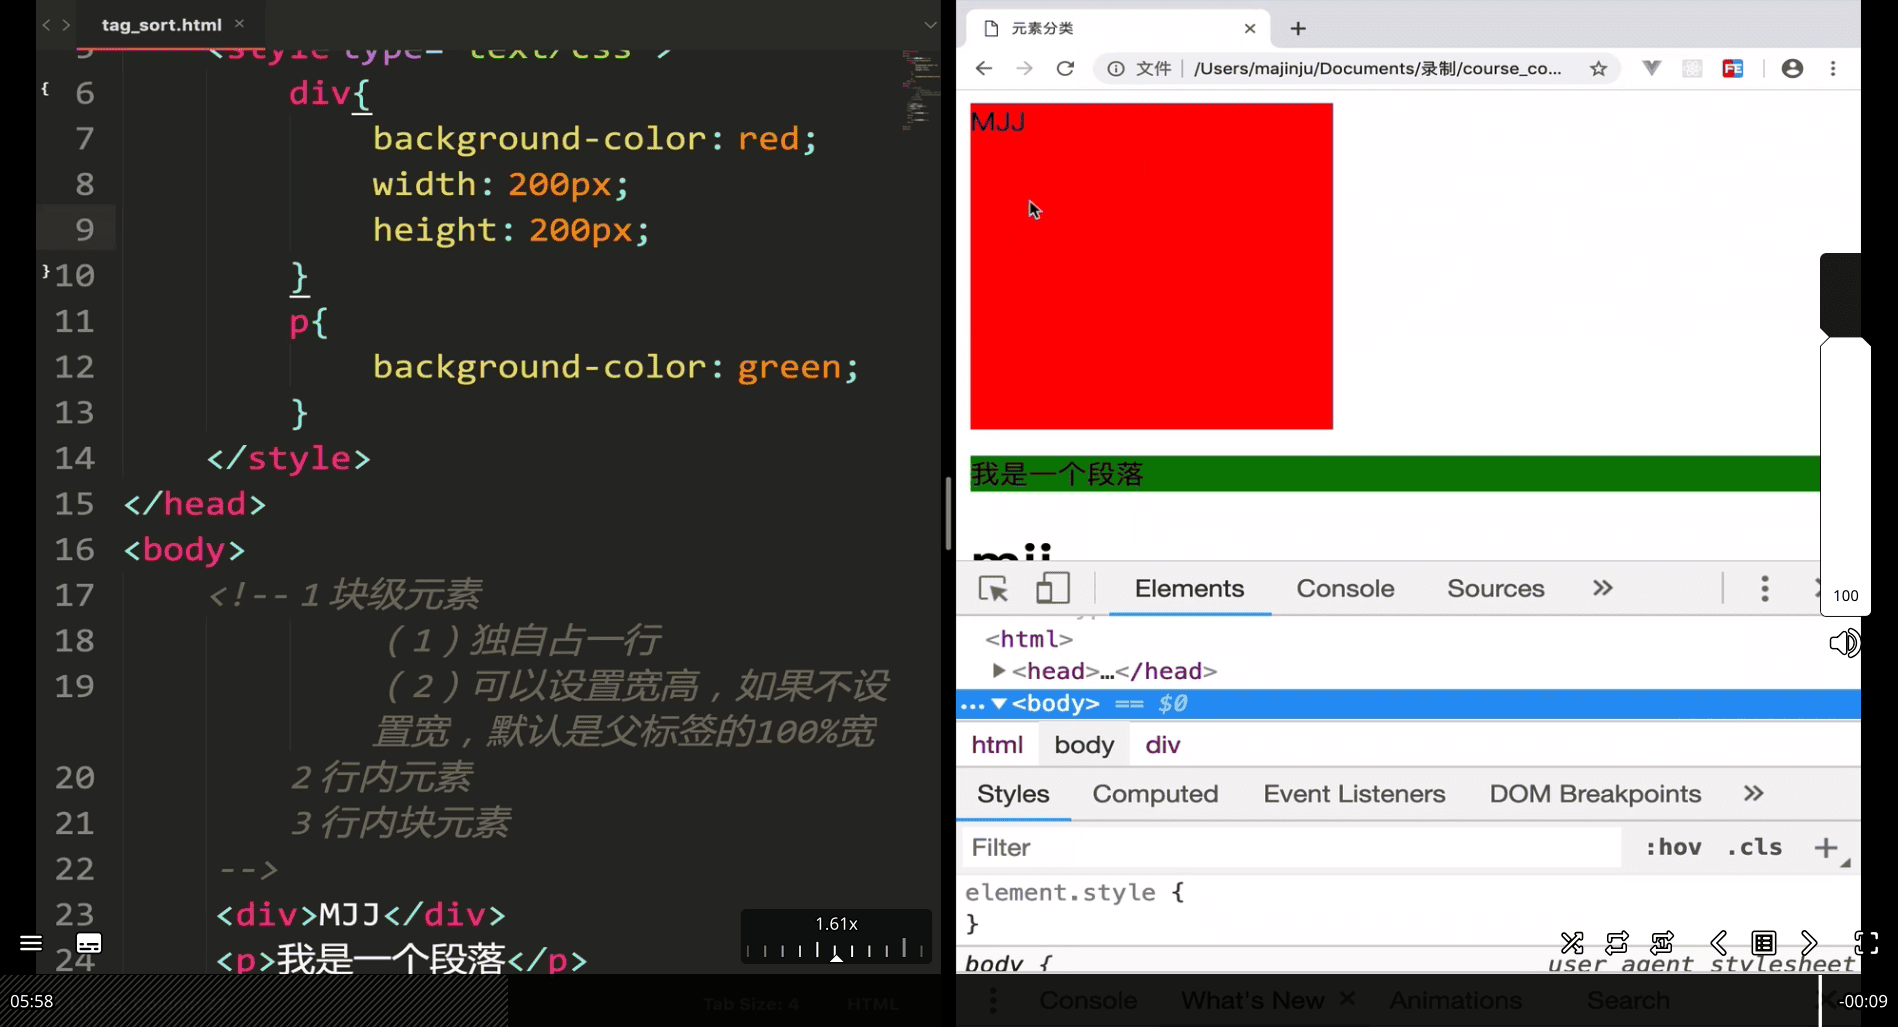 tag_sort.html
5 <style type="text/css">
6 div{
7 background-color: red;
8 width: 200px;
9 height: 200px;
10 }
11 p{
12 background-color: green;
13 }
14 </style>
15 </head>
16 <body>
17 <!-- 1 块级元素
18 （1）独自占一行
19 （2）可以设置宽高，如果不设
置宽，默认是父标签的100%宽
20 2 行内元素
21 3 行内块元素
22 -->
23 <div>MJJ</div>
24 <p>我是一个段落</p>
1.61x
05:58
Tab Size: 4 HTML
元素分类
文件 /Users/majinju/Documents/录制/course_co...
FE
MJJ
我是一个段落
mjj
100
Elements Console Sources
<html>
<head>…</head>
… <body> == $0
html body div
Styles Computed Event Listeners DOM Breakpoints
Filter :hov .cls
element.style {
}
body { user agent stylesheet
Console What's New Animations Search
-00:09